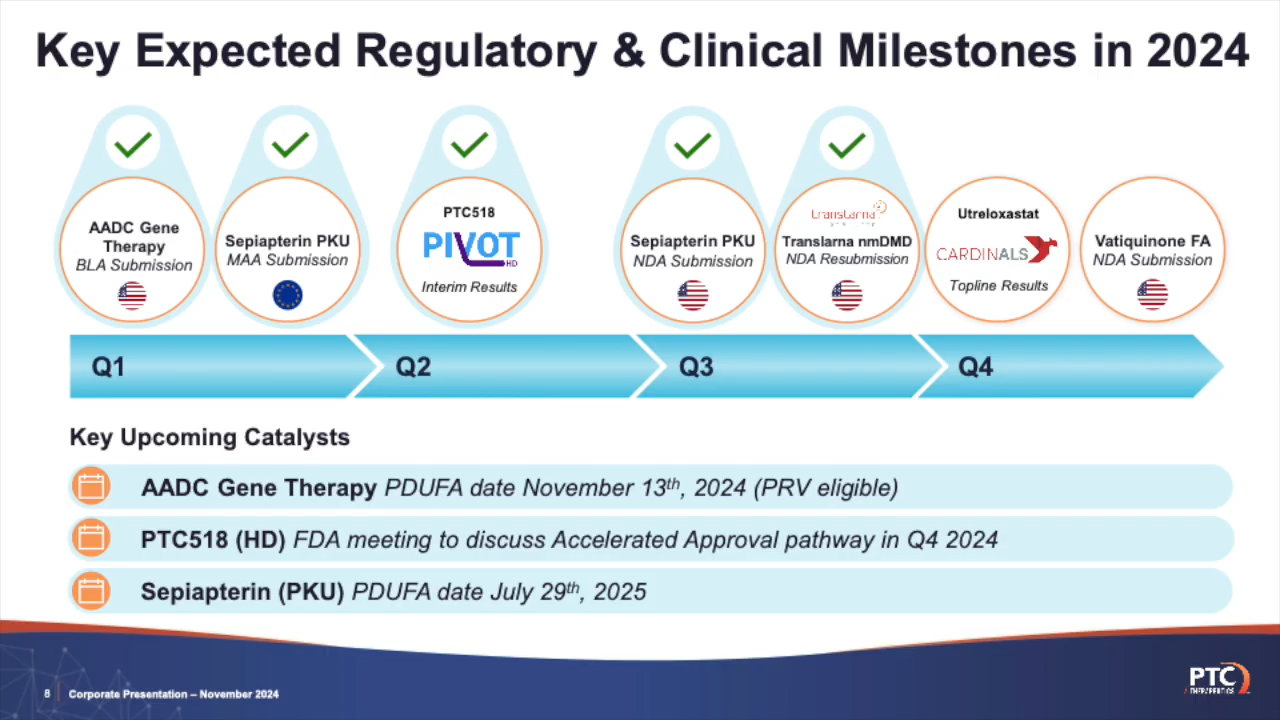 Key Expected Regulatory & Clinical Milestones in 2024
AADC Gene
Therapy
BLA Submission
Sepiapterin PKU
MAA Submission
PTC518
PIVOT
HD
Interim Results
Sepiapterin PKU
NDA Submission
translarna
Translarna nmDMD
NDA Resubmission
Utreloxastat
CARDINALS
Topline Results
Vatiquinone FA
NDA Submission
Q1
Q2
Q3
Q4
Key Upcoming Catalysts
AADC Gene Therapy PDUFA date November 13th, 2024 (PRV eligible)
PTC518 (HD) FDA meeting to discuss Accelerated Approval pathway in Q4 2024
Sepiapterin (PKU) PDUFA date July 29th, 2025
8
Corporate Presentation – November 2024
PTC
THERAPEUTICS